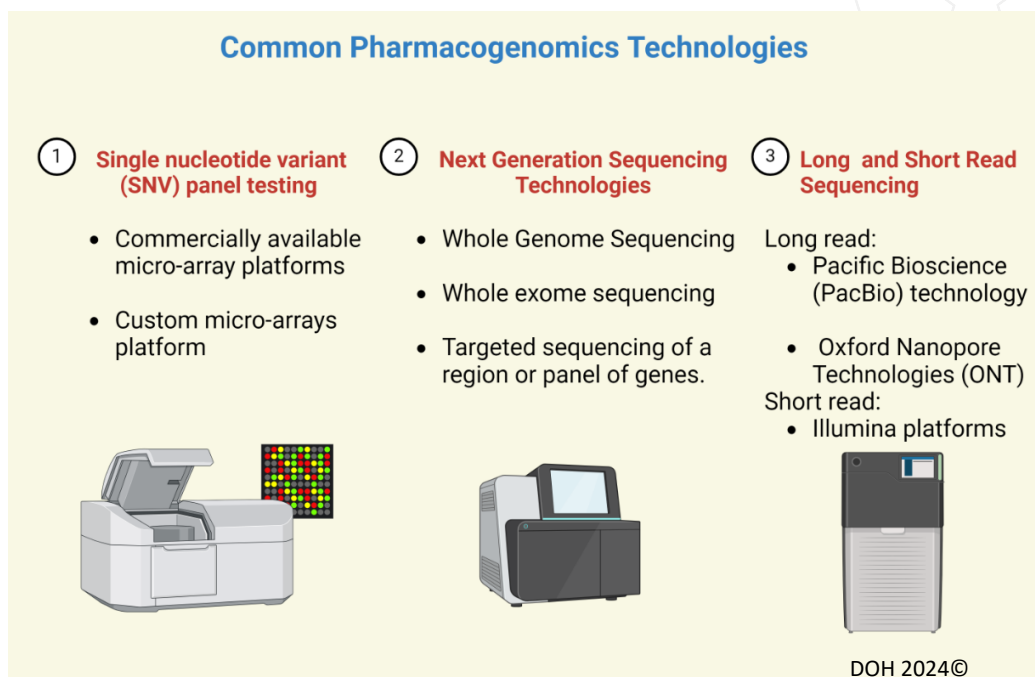 Common Pharmacogenomics Technologies
1
Single nucleotide variant
(SNV) panel testing
• Commercially available
micro-array platforms
• Custom micro-arrays
platform
2
Next Generation Sequencing
Technologies
• Whole Genome Sequencing
• Whole exome sequencing
• Targeted sequencing of a
region or panel of genes.
3
Long and Short Read
Sequencing
Long read:
• Pacific Bioscience
(PacBio) technology
• Oxford Nanopore
Technologies (ONT)
Short read:
• Illumina platforms
DOH 2024©